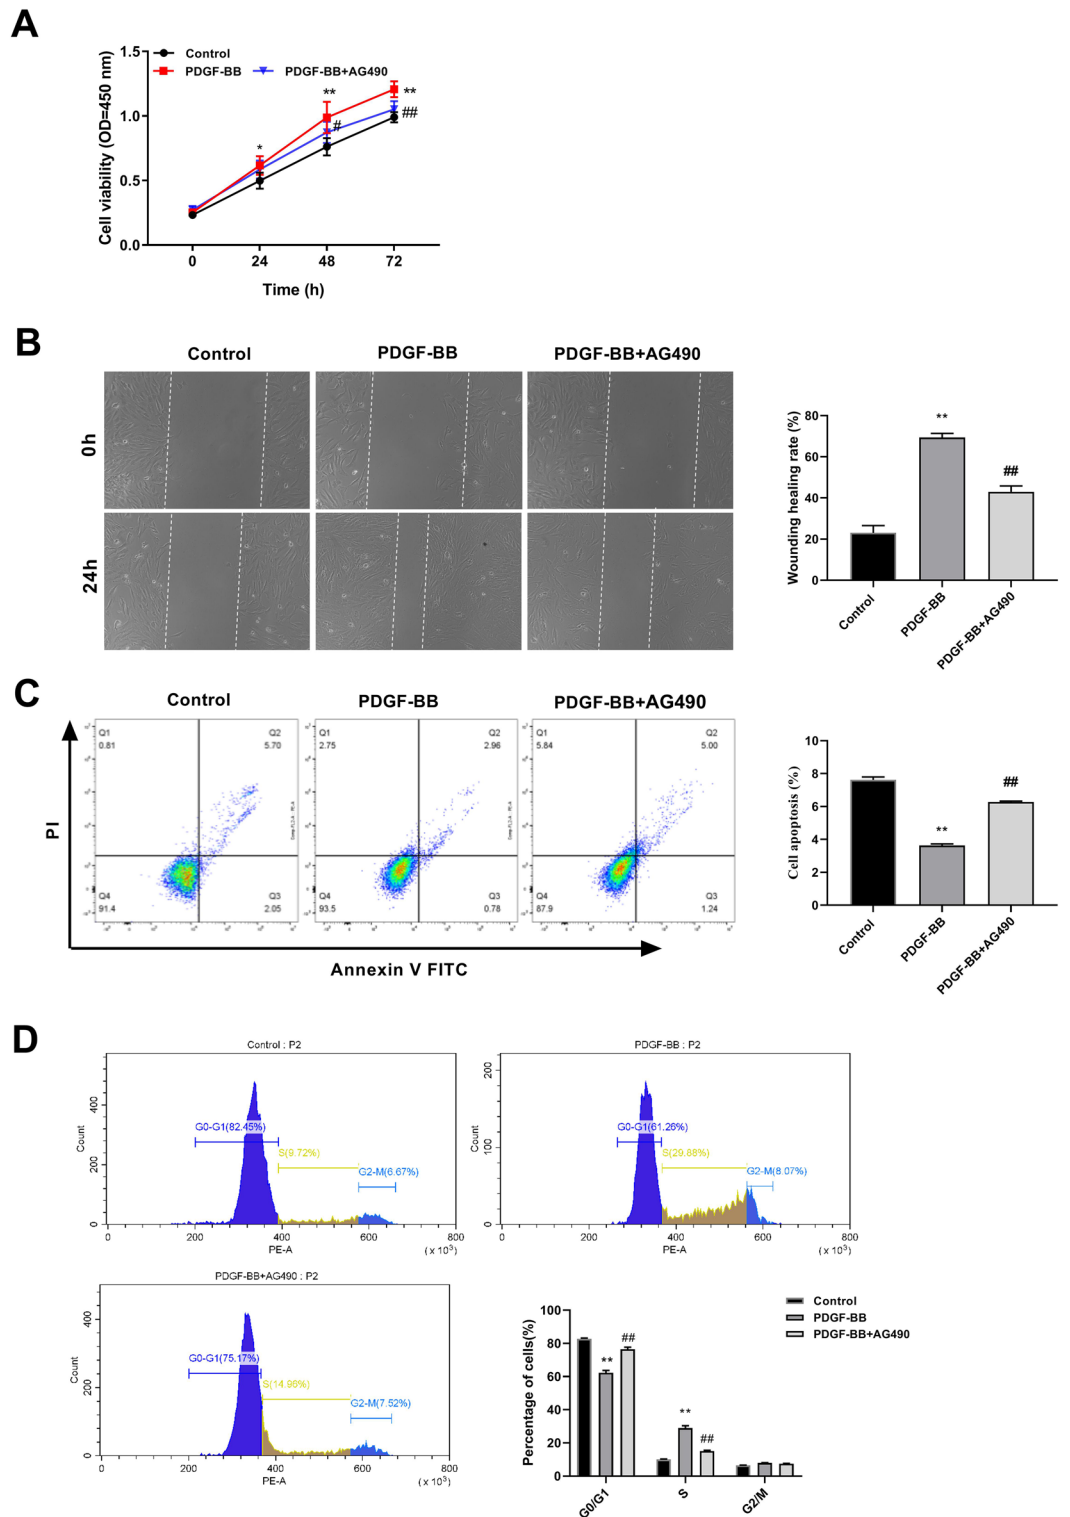 A
Control
PDGF-BB
PDGF-BB+AG490
Cell viability (OD=450 nm)
1.5
1.0
0.5
0.0
*
**
#
**
##
0 24 48 72
Time (h)
B
Control PDGF-BB PDGF-BB+AG490
0h
24h
Wounding healing rate (%)
80
60
40
20
0
**
##
Control
PDGF-BB
PDGF-BB+AG490
C
Control PDGF-BB PDGF-BB+AG490
PI
Q1
0.81
Q2
5.70
Q4
91.4
Q3
2.05
Q1
2.75
Q2
2.96
Q4
93.5
Q3
0.78
Q1
5.84
Q2
5.00
Q4
87.9
Q3
1.24
Annexin V FITC
Cell apoptosis (%)
10
8
6
4
2
0
**
##
Control
PDGF-BB
PDGF-BB+AG490
D
Control : P2
Count
400
200
0
G0-G1(82.45%)
S(9.72%)
G2-M(6.67%)
0 200 400 600 800
PE-A
(x 10³)
PDGF-BB : P2
Count
200
100
0
G0-G1(61.26%)
S(29.88%)
G2-M(8.07%)
0 200 400 600 800
PE-A
(x 10³)
PDGF-BB+AG490 : P2
Count
400
200
0
G0-G1(75.17%)
S(14.96%)
G2-M(7.52%)
0 200 400 600 800
PE-A
(x 10³)
Control
PDGF-BB
PDGF-BB+AG490
Percentage of cells(%)
100
80
60
40
20
0
**
##
**
##
G0/G1
S
G2/M